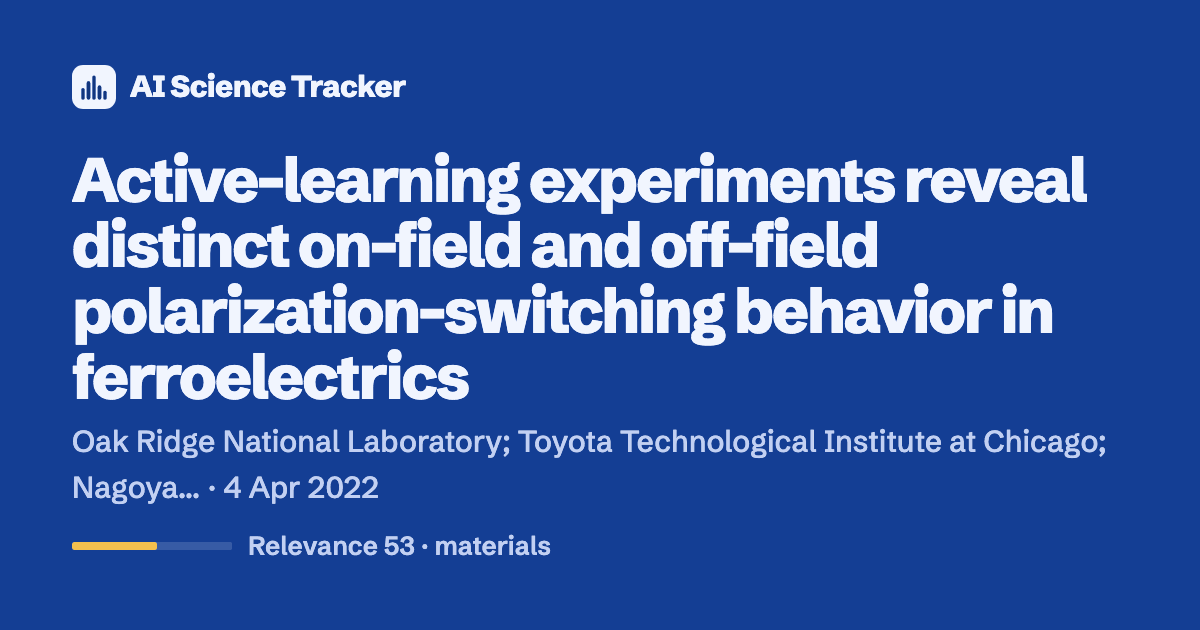 AI Science Tracker
Active-learning experiments reveal
distinct on-field and off-field
polarization-switching behavior in
ferroelectrics
Oak Ridge National Laboratory; Toyota Technological Institute at Chicago;
Nagoya... · 4 Apr 2022
Relevance 53 · materials